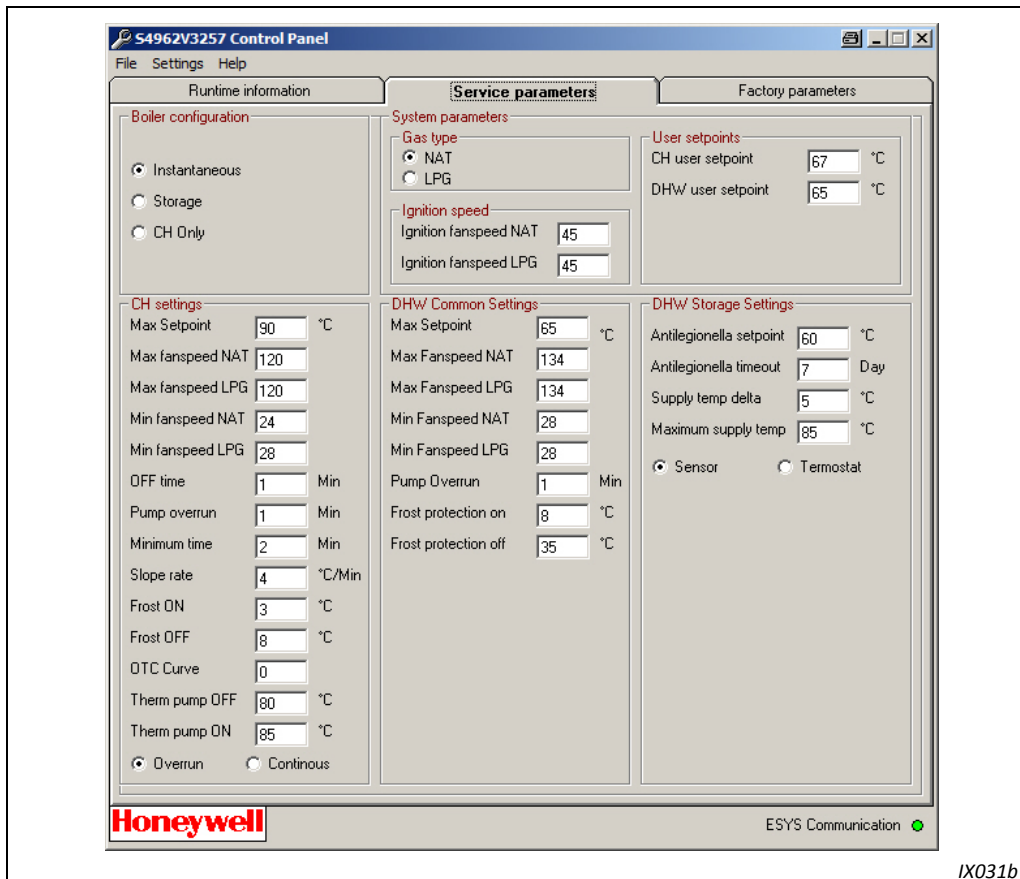 S4962V3257 Control Panel
File Settings Help
Runtime information
Service parameters
Factory parameters
Boiler configuration
Instantaneous
Storage
CH Only
System parameters
Gas type
NAT
LPG
Ignition speed
Ignition fanspeed NAT 45
Ignition fanspeed LPG 45
User setpoints
CH user setpoint 67 °C
DHW user setpoint 65 °C
CH settings
Max Setpoint 90 °C
Max fanspeed NAT 120
Max fanspeed LPG 120
Min fanspeed NAT 24
Min fanspeed LPG 28
OFF time 1 Min
Pump overrun 1 Min
Minimum time 2 Min
Slope rate 4 °C/Min
Frost ON 3 °C
Frost OFF 8 °C
OTC Curve 0
Therm pump OFF 80 °C
Therm pump ON 85 °C
Overrun Continous
DHW Common Settings
Max Setpoint 65 °C
Max Fanspeed NAT 134
Max Fanspeed LPG 134
Min Fanspeed NAT 28
Min Fanspeed LPG 28
Pump Overrun 1 Min
Frost protection on 8 °C
Frost protection off 35 °C
DHW Storage Settings
Antilegionella setpoint 60 °C
Antilegionella timeout 7 Day
Supply temp delta 5 °C
Maximum supply temp 85 °C
Sensor Termostat
Honeywell
ESYS Communication
IX031b